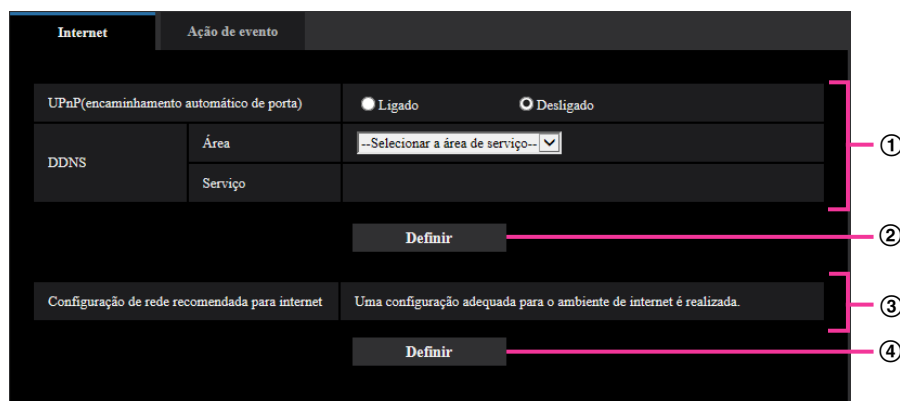 Internet
Ação de evento
UPnP(encaminhamento automático de porta)
Ligado
Desligado
DDNS
Área
--Selecionar a área de serviço--
Serviço
①
Definir
②
Configuração de rede recomendada para internet
Uma configuração adequada para o ambiente de internet é realizada.
③
Definir
④